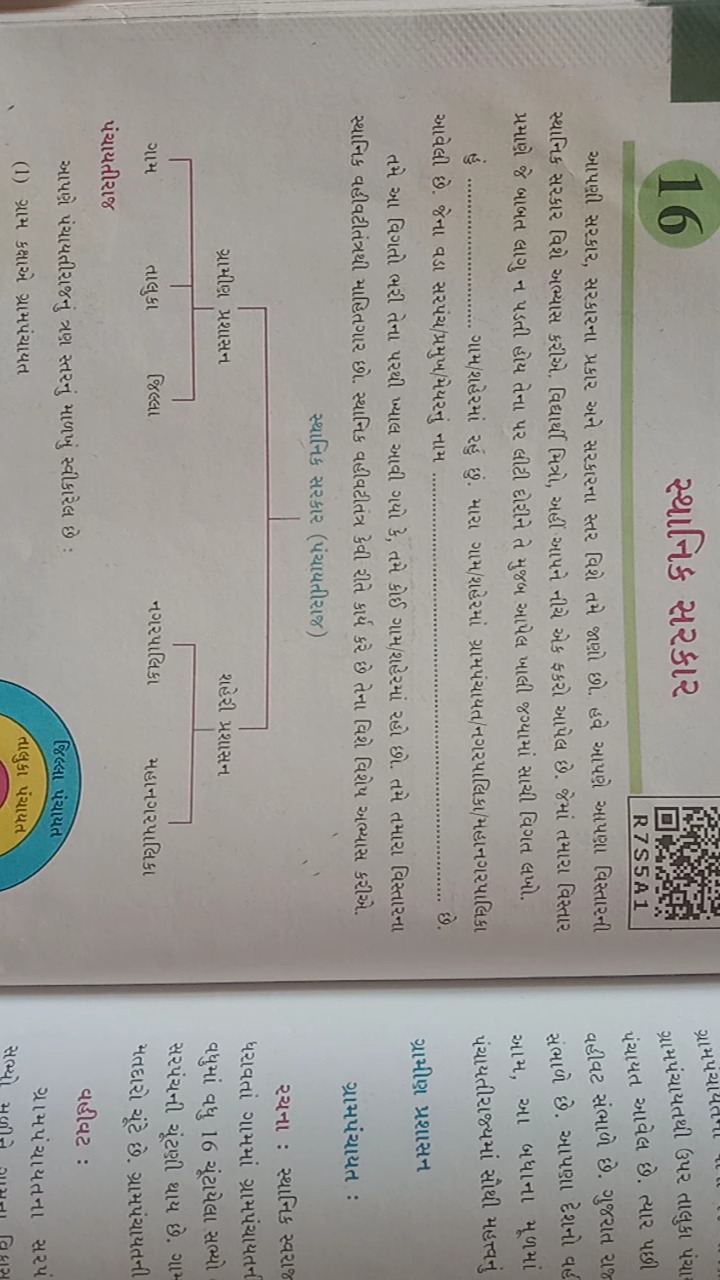 16
સ્થાનિક સરકાર
R7S5A1
આપણી સરકાર, સરકારના પ્રકાર અને સરકારના સ્તર વિશે તમે જાણો છો. હવે આપણે આપણા વિસ્તારની
સ્થાનિક સરકાર વિશે અભ્યાસ કરીએ. વિદ્યાર્થી મિત્રો, અહીં આપને નીચે એક ફકરો આપેલ છે. જેમાં તમારા વિસ્તાર
પ્રમાણે જે બાબત લાગુ ન પડતી હોય તેના પર લીટી દોરીને તે મુજબ આપેલ ખાલી જગ્યામાં સાચી વિગત લખો.
હું .............................. ગામ/શહેરમાં રહું છું. મારા ગામ/શહેરમાં ગ્રામપંચાયત/નગરપાલિકા/મહાનગરપાલિકા
આવેલી છે. જેના વડા સરપંચ/પ્રમુખ/મેયરનું નામ ........................................................................ છે.
તમે આ વિગતો ભરી તેના પરથી ખ્યાલ આવી ગયો કે, તમે કોઈ ગામ/શહેરમાં રહો છો. તમે તમારા વિસ્તારના
સ્થાનિક વહીવટીતંત્રથી માહિતગાર છો. સ્થાનિક વહીવટીતંત્ર કેવી રીતે કાર્ય કરે છે તેના વિશે વિશેષ અભ્યાસ કરીએ.
સ્થાનિક સરકાર (પંચાયતીરાજ)
ગ્રામીણ પ્રશાસન શહેરી પ્રશાસન
ગામ તાલુકા જિલ્લા નગરપાલિકા મહાનગરપાલિકા
પંચાયતીરાજ
આપણે પંચાયતીરાજનું ત્રણ સ્તરનું માળખું સ્વીકારેલ છે :
(1) ગ્રામ કક્ષાએ ગ્રામપંચાયત
જિલ્લા પંચાયત
તાલુકા પંચાયત
ગ્રામપંચાયતથી ઉપર તાલુકા
પંચાયત આવેલ છે. ત્યાર પછી
વહીવટ સંભાળે છે. ગુજરાત
સંભાળે છે. આપણા દેશનો
આમ, આ બધાના મૂળમાં
પંચાયતીરાજ્યમાં સૌથી મહત્ત્વનું
ગ્રામીણ પ્રશાસન
ગ્રામપંચાયત :
રચના : સ્થાનિક
ધરાવતાં ગામમાં
વધુમાં વધુ 16 ચૂંટાયેલા સભ્યો
સરપંચની ચૂંટણી થાય છે.
મતદારો ચૂંટે છે. ગ્રામપંચાયતની
વહીવટ :
ગ્રામપંચાયતના
સભ્યો મળીને ગામના